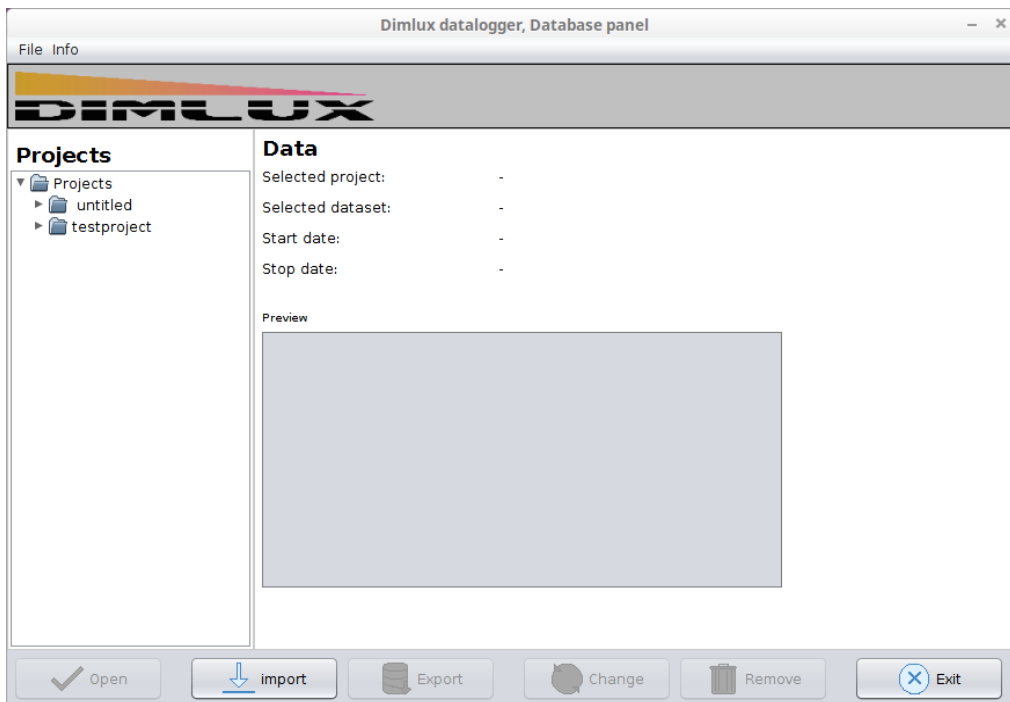 Dimlux datalogger, Database panel
File Info
DIMLUX
Projects
Projects
untitled
testproject
Data
Selected project: -
Selected dataset: -
Start date: -
Stop date: -
Preview
Open import Export Change Remove Exit